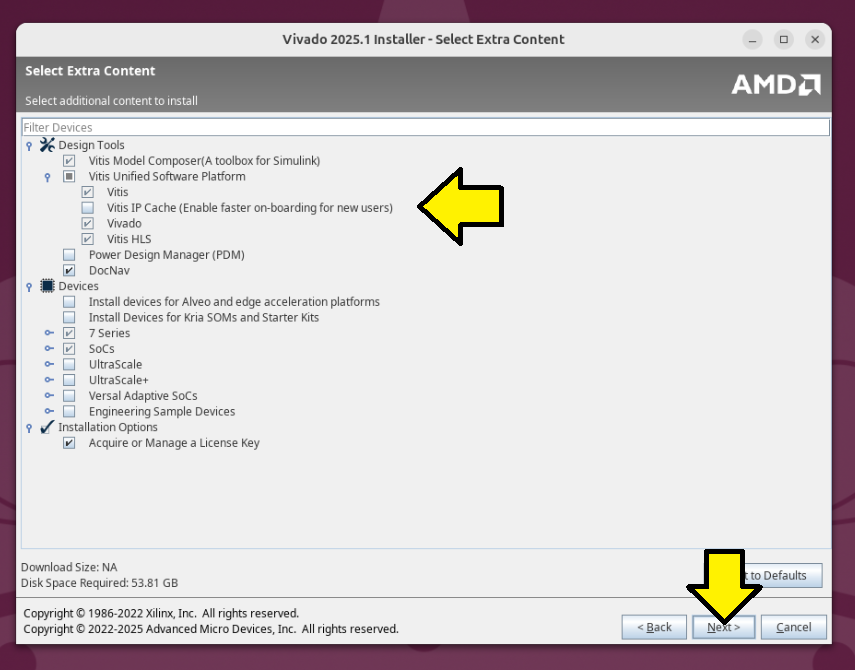 Vivado 2025.1 Installer - Select Extra Content
Select Extra Content
Select additional content to install
AMD
Filter Devices
Design Tools
Vitis Model Composer(A toolbox for Simulink)
Vitis Unified Software Platform
Vitis
Vitis IP Cache (Enable faster on-boarding for new users)
Vivado
Vitis HLS
Power Design Manager (PDM)
DocNav
Devices
Install devices for Alveo and edge acceleration platforms
Install Devices for Kria SOMs and Starter Kits
7 Series
SoCs
UltraScale
UltraScale+
Versal Adaptive SoCs
Engineering Sample Devices
Installation Options
Acquire or Manage a License Key
Download Size: NA
Disk Space Required: 53.81 GB
to Defaults
Copyright © 1986-2022 Xilinx, Inc. All rights reserved.
Copyright © 2022-2025 Advanced Micro Devices, Inc. All rights reserved.
< Back
Next >
Cancel